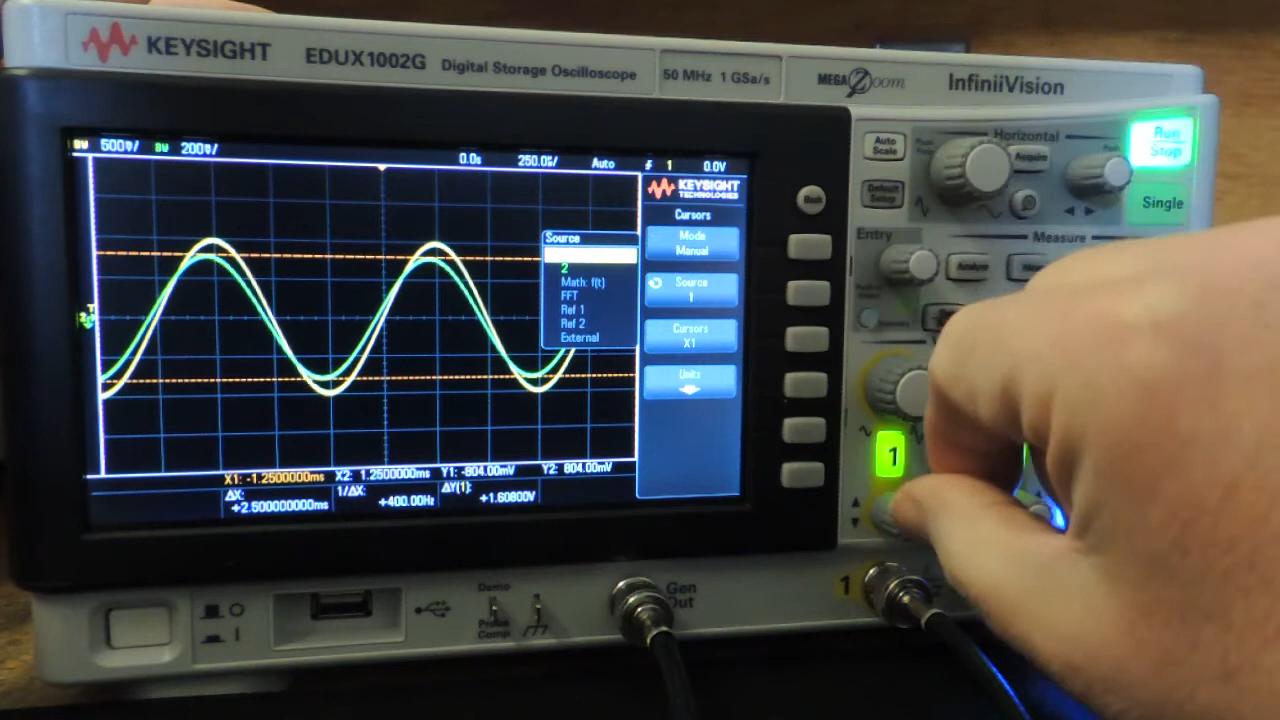 KEYSIGHT EDUX1002G Digital Storage Oscilloscope 50 MHz 1 GSa/s MEGA Zoom InfiniiVision
BW 500mV/ BW 200mV/ 0.0s 250.0us/ Auto 1 0.0V
KEYSIGHT
TECHNOLOGIES
Cursors
Mode
Manual
Source
1
Cursors
X1
Units
Source
2
Math: f(t)
FFT
Ref 1
Ref 2
External
X1: -1.2500000ms X2: 1.2500000ms Y1: -804.00mV Y2: 804.00mV
ΔX:
+2.500000000ms
1/ΔX:
+400.00Hz
ΔY(1):
+1.60800V
Auto
Scale
Default
Setup
Horizontal
Acquire
Run
Stop
Single
Back
Entry
Measure
Analyze
1
Demo
Probe
Comp
Gen
Out
1